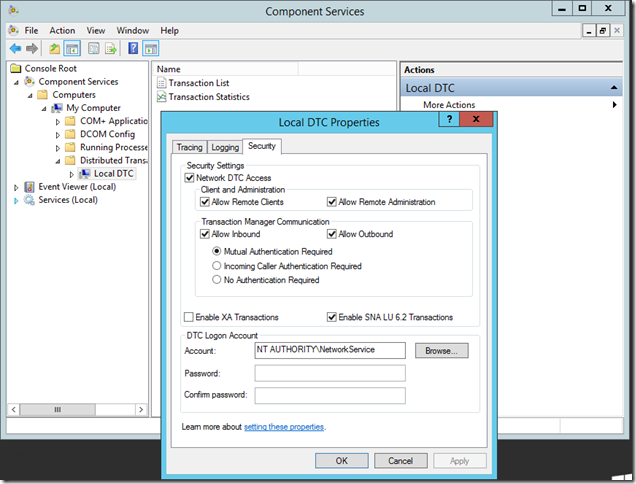 Component Services
File Action View Window Help
Console Root
Component Services
Computers
My Computer
COM+ Applicatio
DCOM Config
Running Processe
Distributed Transa
Local DTC
Event Viewer (Local)
Services (Local)
Name
Transaction List
Transaction Statistics
Actions
Local DTC
More Actions
Local DTC Properties
? x
Tracing Logging Security
Security Settings
Network DTC Access
Client and Administration
Allow Remote Clients Allow Remote Administration
Transaction Manager Communication
Allow Inbound Allow Outbound
Mutual Authentication Required
Incoming Caller Authentication Required
No Authentication Required
Enable XA Transactions Enable SNA LU 6.2 Transactions
DTC Logon Account
Account: NT AUTHORITY\NetworkService Browse...
Password:
Confirm password:
Learn more about setting these properties.
OK Cancel Apply